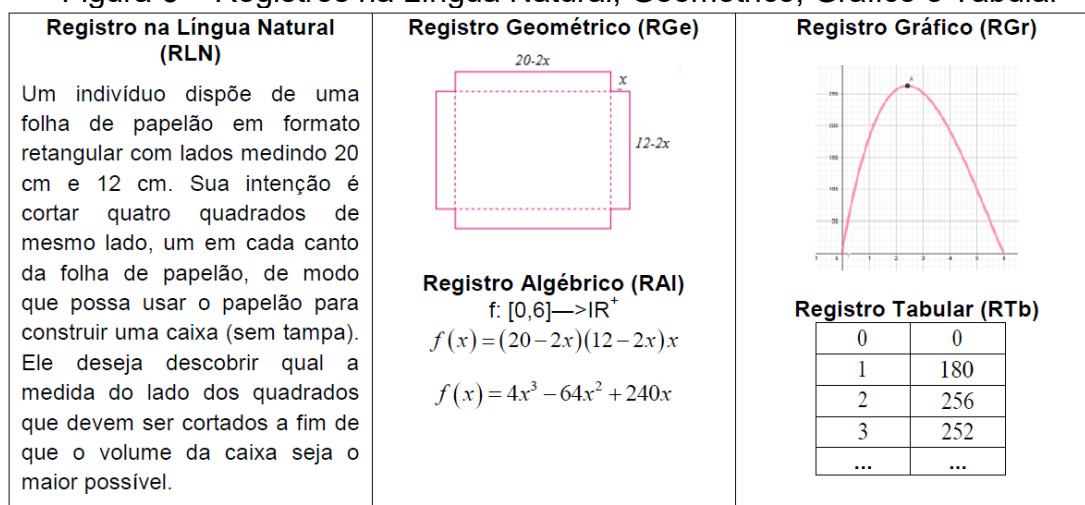 Figura 6 – Registros na Língua Natural, Geométrico, Gráfico e Tabular
Registro na Língua Natural
(RLN)
Um indivíduo dispõe de uma
folha de papelão em formato
retangular com lados medindo 20
cm e 12 cm. Sua intenção é
cortar quatro quadrados de
mesmo lado, um em cada canto
da folha de papelão, de modo
que possa usar o papelão para
construir uma caixa (sem tampa).
Ele deseja descobrir qual a
medida do lado dos quadrados
que devem ser cortados a fim de
que o volume da caixa seja o
maior possível.
Registro Geométrico (RGe)
20-2x
x
12-2x
Registro Algébrico (RAl)
f: [0,6]—>IR⁺
f(x)=(20−2x)(12−2x)x
f(x)=4x³−64x²+240x
Registro Gráfico (RGr)
A
250
200
150
100
50
1 0 1 2 3 4 5 6
Registro Tabular (RTb)
0 0
1 180
2 256
3 252
... ...